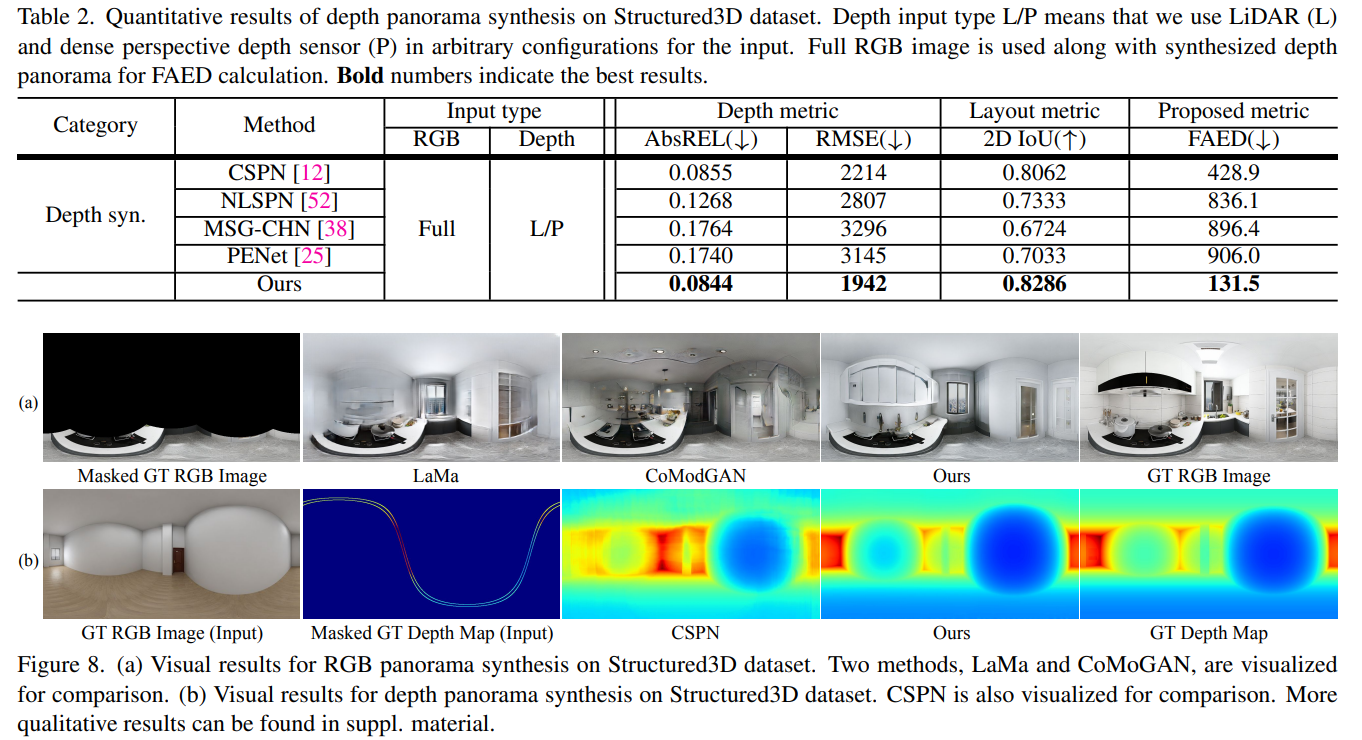 Table 2. Quantitative results of depth panorama synthesis on Structured3D dataset. Depth input type L/P means that we use LiDAR (L)
and dense perspective depth sensor (P) in arbitrary configurations for the input. Full RGB image is used along with synthesized depth
panorama for FAED calculation. Bold numbers indicate the best results.
Category Method Input type Depth metric Layout metric Proposed metric
RGB Depth AbsREL(↓) RMSE(↓) 2D IoU(↑) FAED(↓)
Depth syn. Full L/P
CSPN [12] 0.0855 2214 0.8062 428.9
NLSPN [52] 0.1268 2807 0.7333 836.1
MSG-CHN [38] 0.1764 3296 0.6724 896.4
PENet [25] 0.1740 3145 0.7033 906.0
Ours 0.0844 1942 0.8286 131.5
(a)
Masked GT RGB Image LaMa CoModGAN Ours GT RGB Image
(b)
GT RGB Image (Input) Masked GT Depth Map (Input) CSPN Ours GT Depth Map
Figure 8. (a) Visual results for RGB panorama synthesis on Structured3D dataset. Two methods, LaMa and CoMoGAN, are visualized
for comparison. (b) Visual results for depth panorama synthesis on Structured3D dataset. CSPN is also visualized for comparison. More
qualitative results can be found in suppl. material.